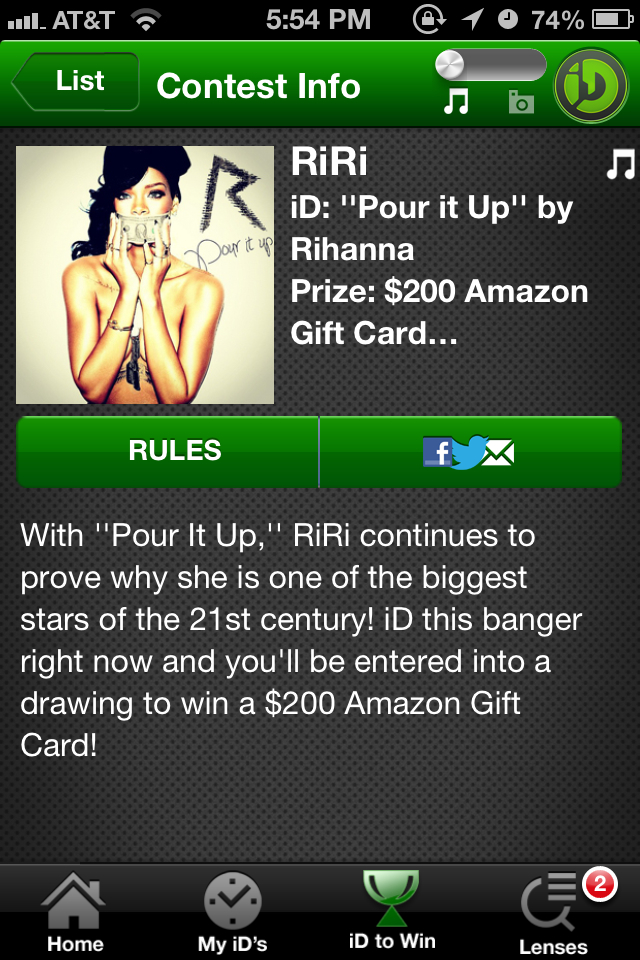 AT&T 5:54 PM 74%
List
Contest Info
iD
R
Pour it up
RiRi
iD: ''Pour it Up'' by
Rihanna
Prize: $200 Amazon
Gift Card...
RULES
f
With ''Pour It Up,'' RiRi continues to
prove why she is one of the biggest
stars of the 21st century! iD this banger
right now and you'll be entered into a
drawing to win a $200 Amazon Gift
Card!
2
Home
My iD's
iD to Win
Lenses